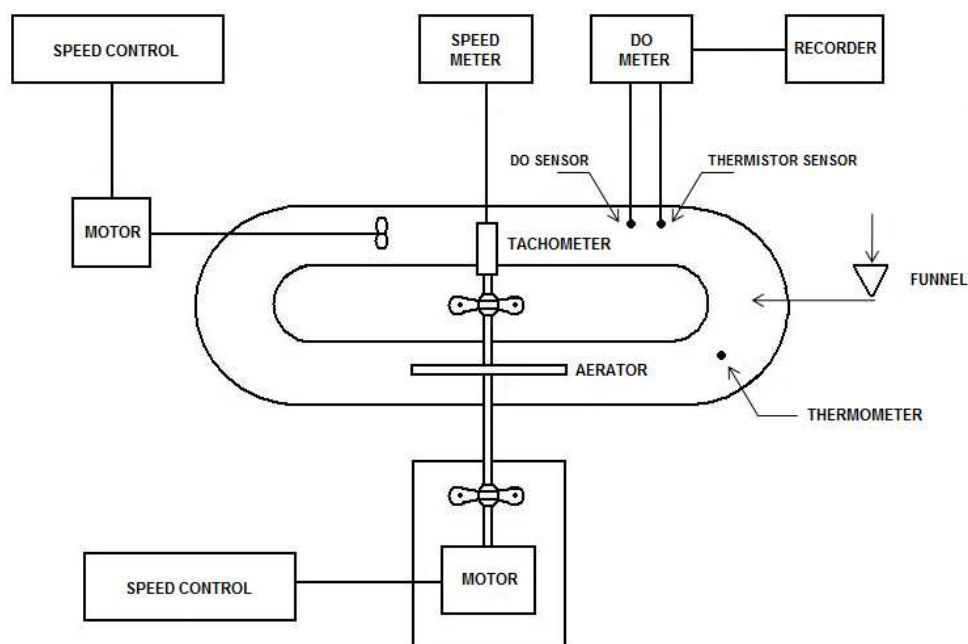 SPEED CONTROL
SPEED
METER
DO
METER
RECORDER
DO SENSOR
THERMISTOR SENSOR
MOTOR
TACHOMETER
FUNNEL
AERATOR
THERMOMETER
MOTOR
SPEED CONTROL